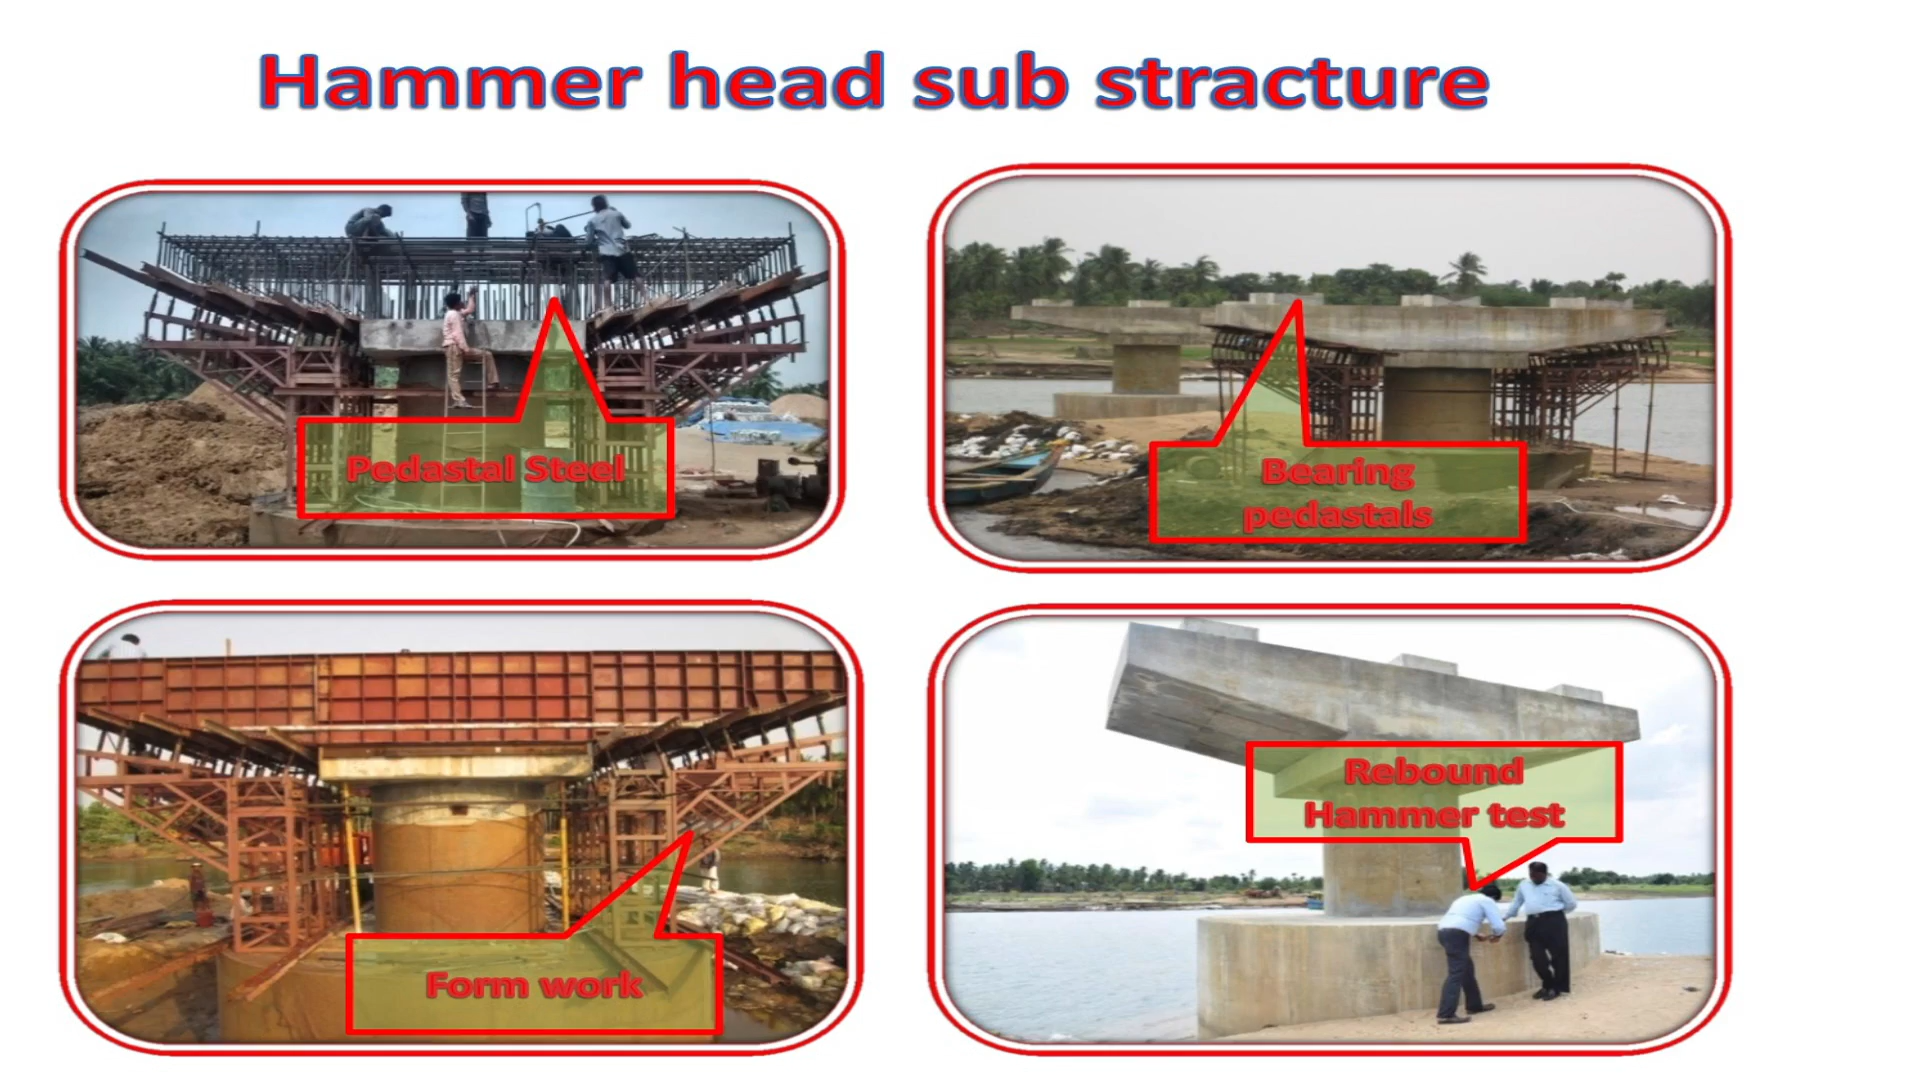 Hammer head sub stracture
Pedastal Steel
Bearing
pedastals
Form work
Rebound
Hammer test